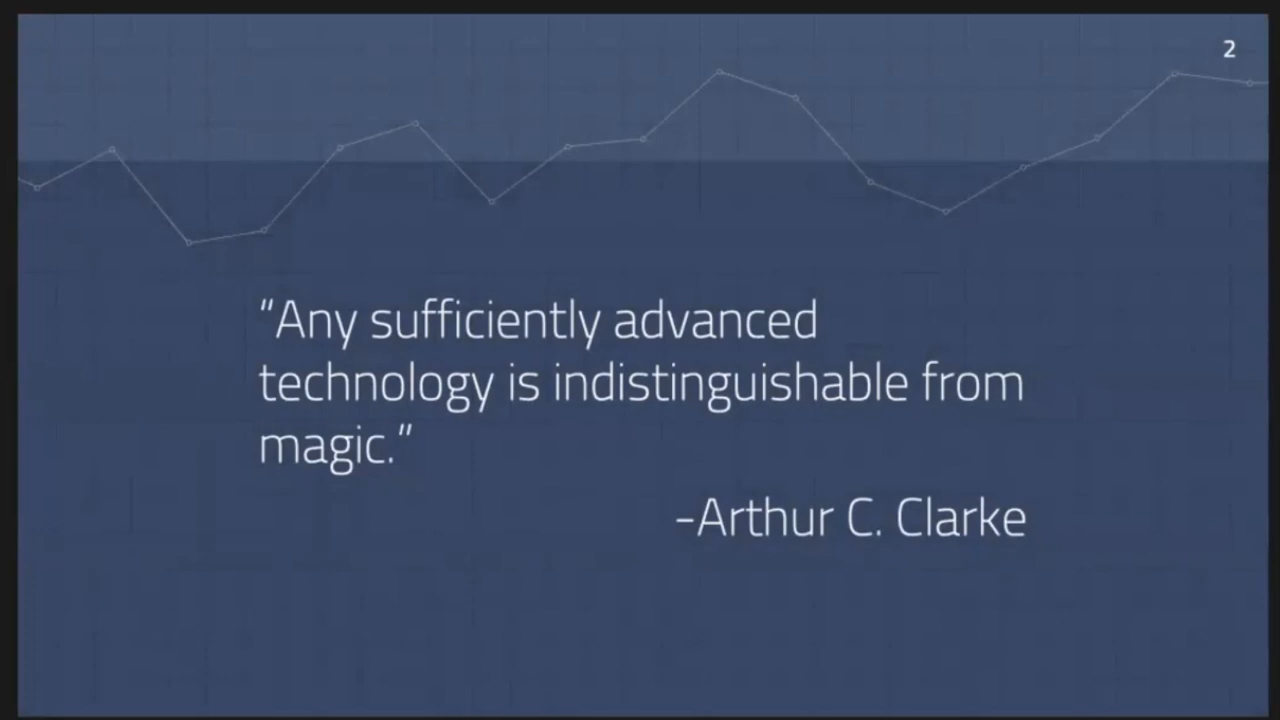 2
“Any sufficiently advanced
technology is indistinguishable from
magic.”
-Arthur C. Clarke